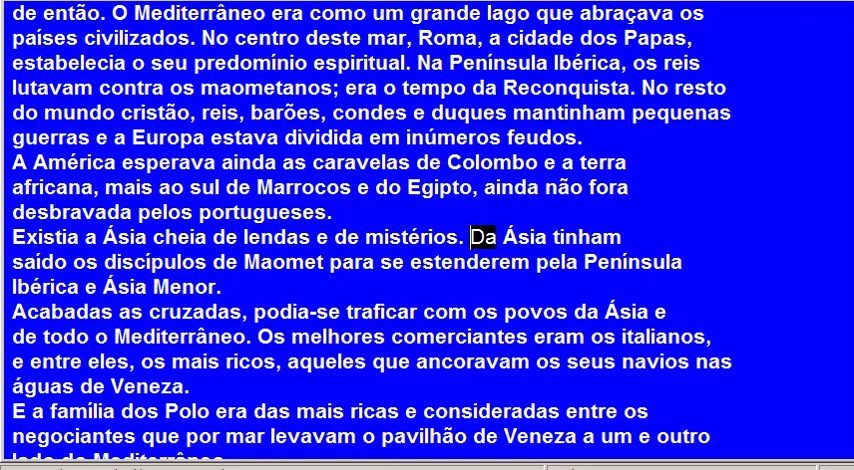 de então. O Mediterrâneo era como um grande lago que abraçava os
países civilizados. No centro deste mar, Roma, a cidade dos Papas,
estabelecia o seu predomínio espiritual. Na Península Ibérica, os reis
lutavam contra os maometanos; era o tempo da Reconquista. No resto
do mundo cristão, reis, barões, condes e duques mantinham pequenas
guerras e a Europa estava dividida em inúmeros feudos.
A América esperava ainda as caravelas de Colombo e a terra
africana, mais ao sul de Marrocos e do Egipto, ainda não fora
desbravada pelos portugueses.
Existia a Ásia cheia de lendas e de mistérios. Da Ásia tinham
saído os discípulos de Maomet para se estenderem pela Península
Ibérica e Ásia Menor.
Acabadas as cruzadas, podia-se traficar com os povos da Ásia e
de todo o Mediterrâneo. Os melhores comerciantes eram os italianos,
e entre eles, os mais ricos, aqueles que ancoravam os seus navios nas
águas de Veneza.
E a família dos Polo era das mais ricas e consideradas entre os
negociantes que por mar levavam o pavilhão de Veneza a um e outro
lado do Mediterrâneo.